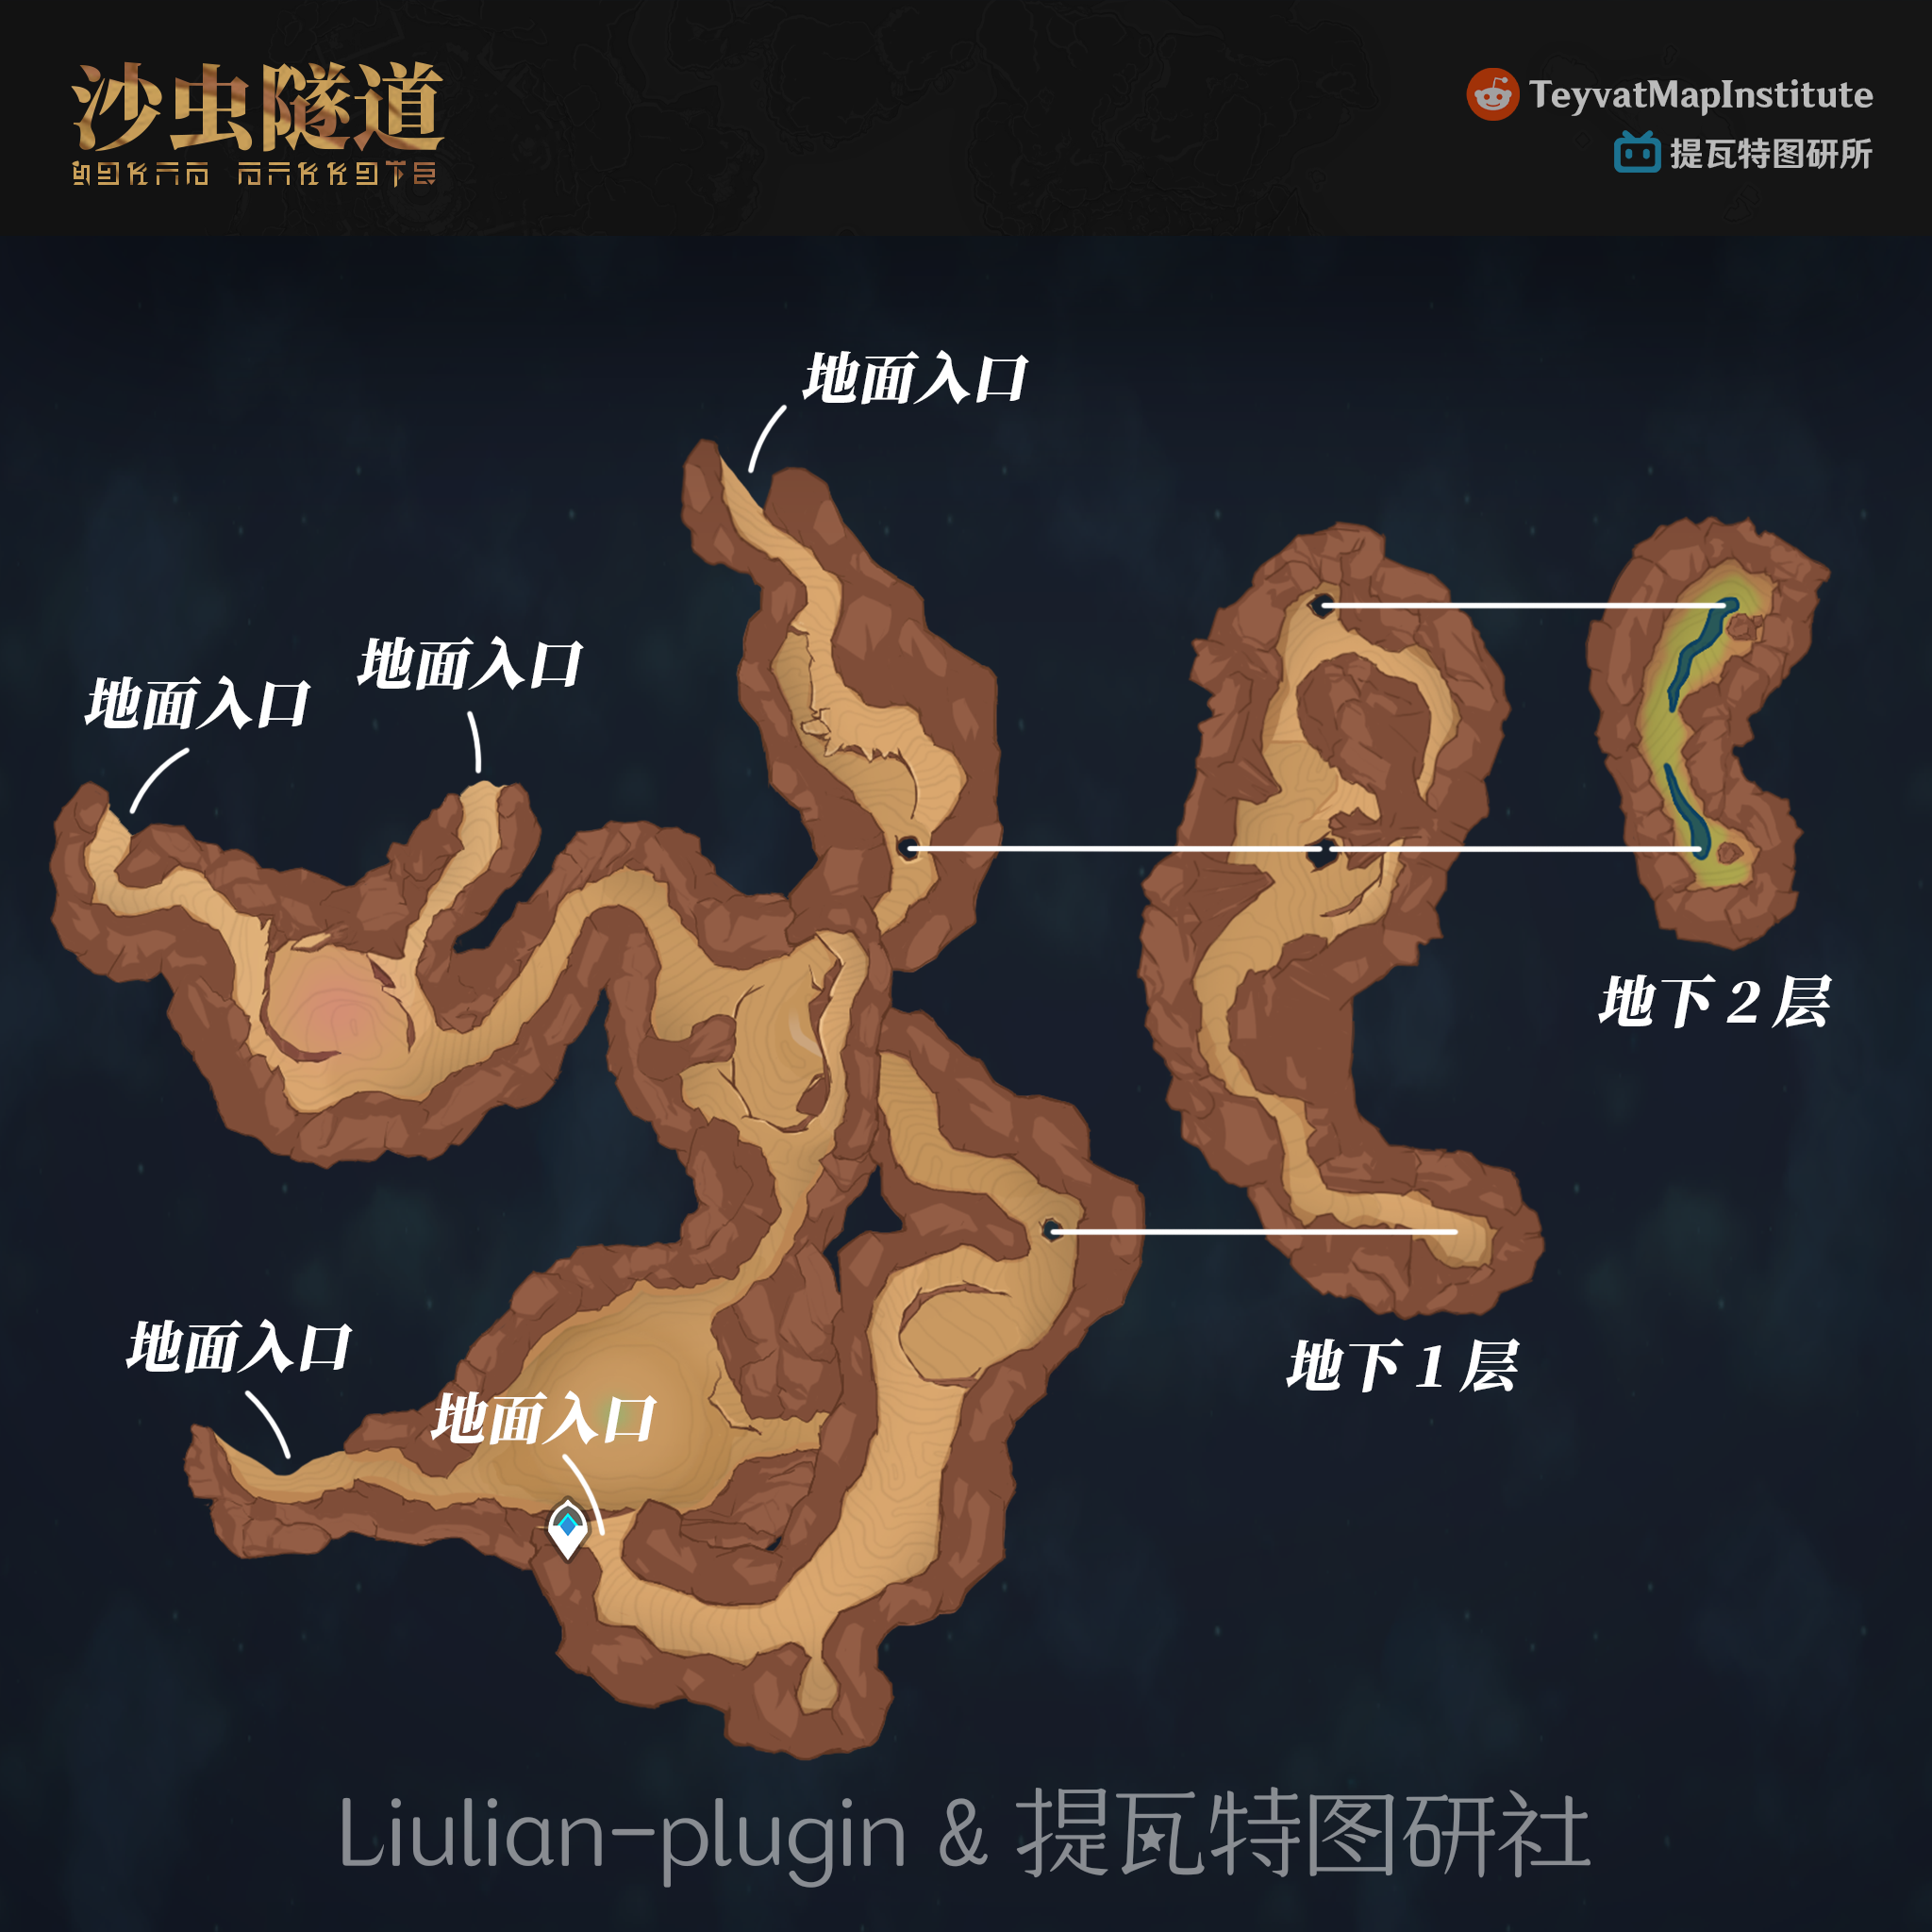 沙虫隧道
TeyvatMapInstitute
提瓦特图研所
地面入口
地面入口
地面入口
地下2层
地面入口
地下1层
地面入口
Liulian-plugin & 提瓦特图研社